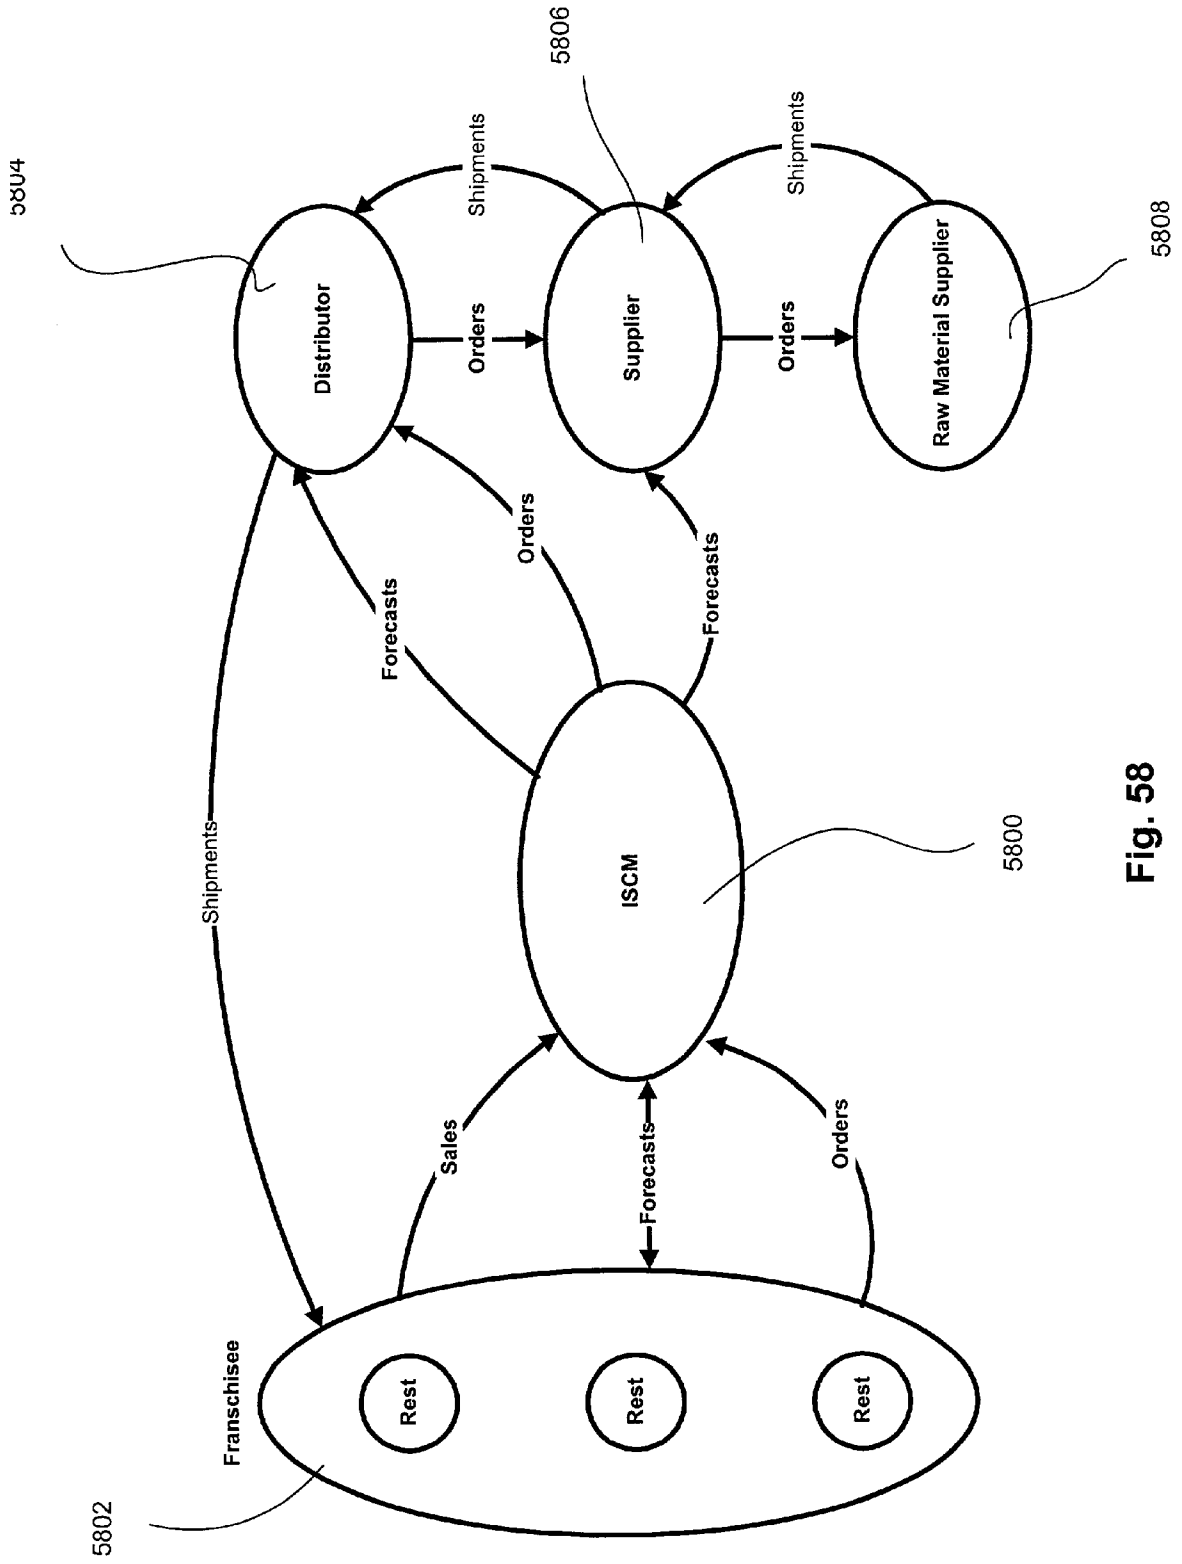 5804
5802
Shipments
Franschisee
Distributor
Forecasts
Rest
Sales
Orders
Shipments
Orders
5806
Rest
Forecasts
ISCM
Supplier
Forecasts
Orders
Shipments
Orders
Rest
Raw Material Supplier
5800
5808
Fig. 58